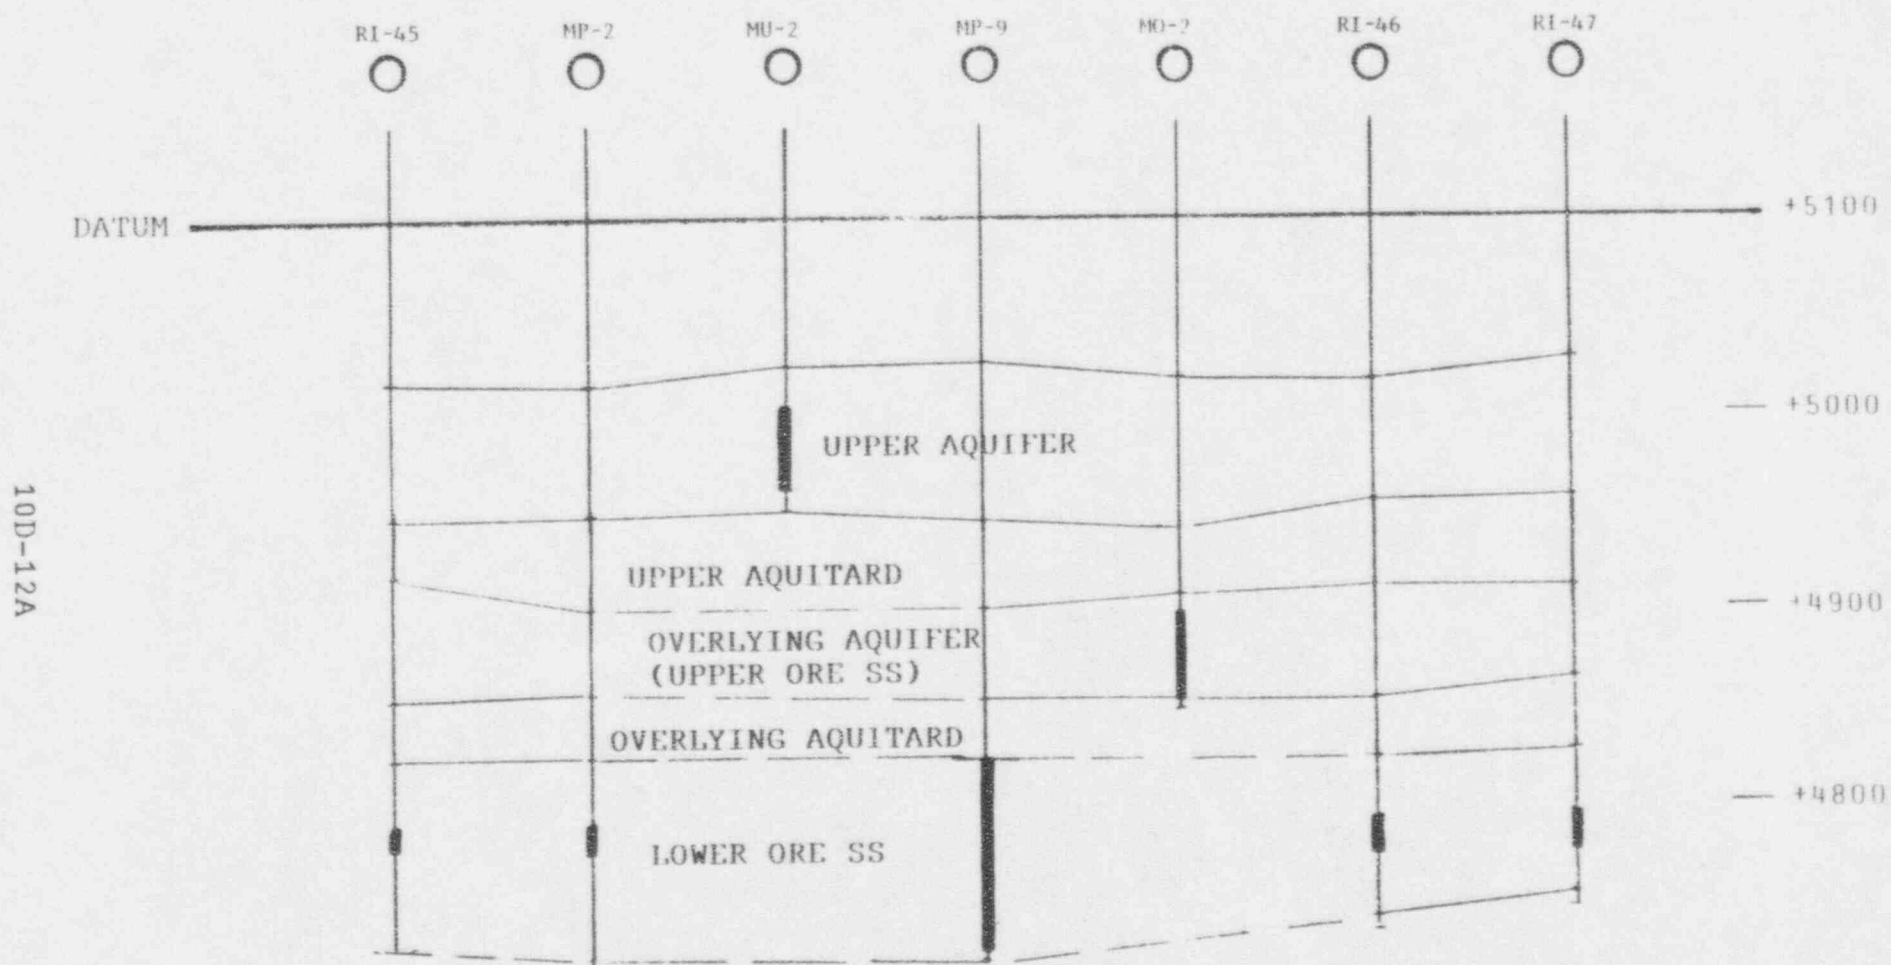 RI-45 MP-2 MU-2 MP-9 MO-2 RI-46 RI-47
DATUM
+5100
+5000
UPPER AQUIFER
10D-12A
UPPER AQUITARD
+4900
OVERLYING AQUIFER
(UPPER ORE SS)
OVERLYING AQUITARD
+4800
LOWER ORE SS